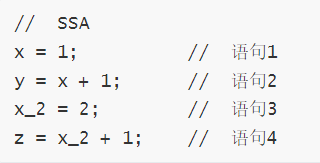 //  SSA
x = 1;           //  语句1
y = x + 1;       //  语句2
x_2 = 2;         //  语句3
z = x_2 + 1;     //  语句4